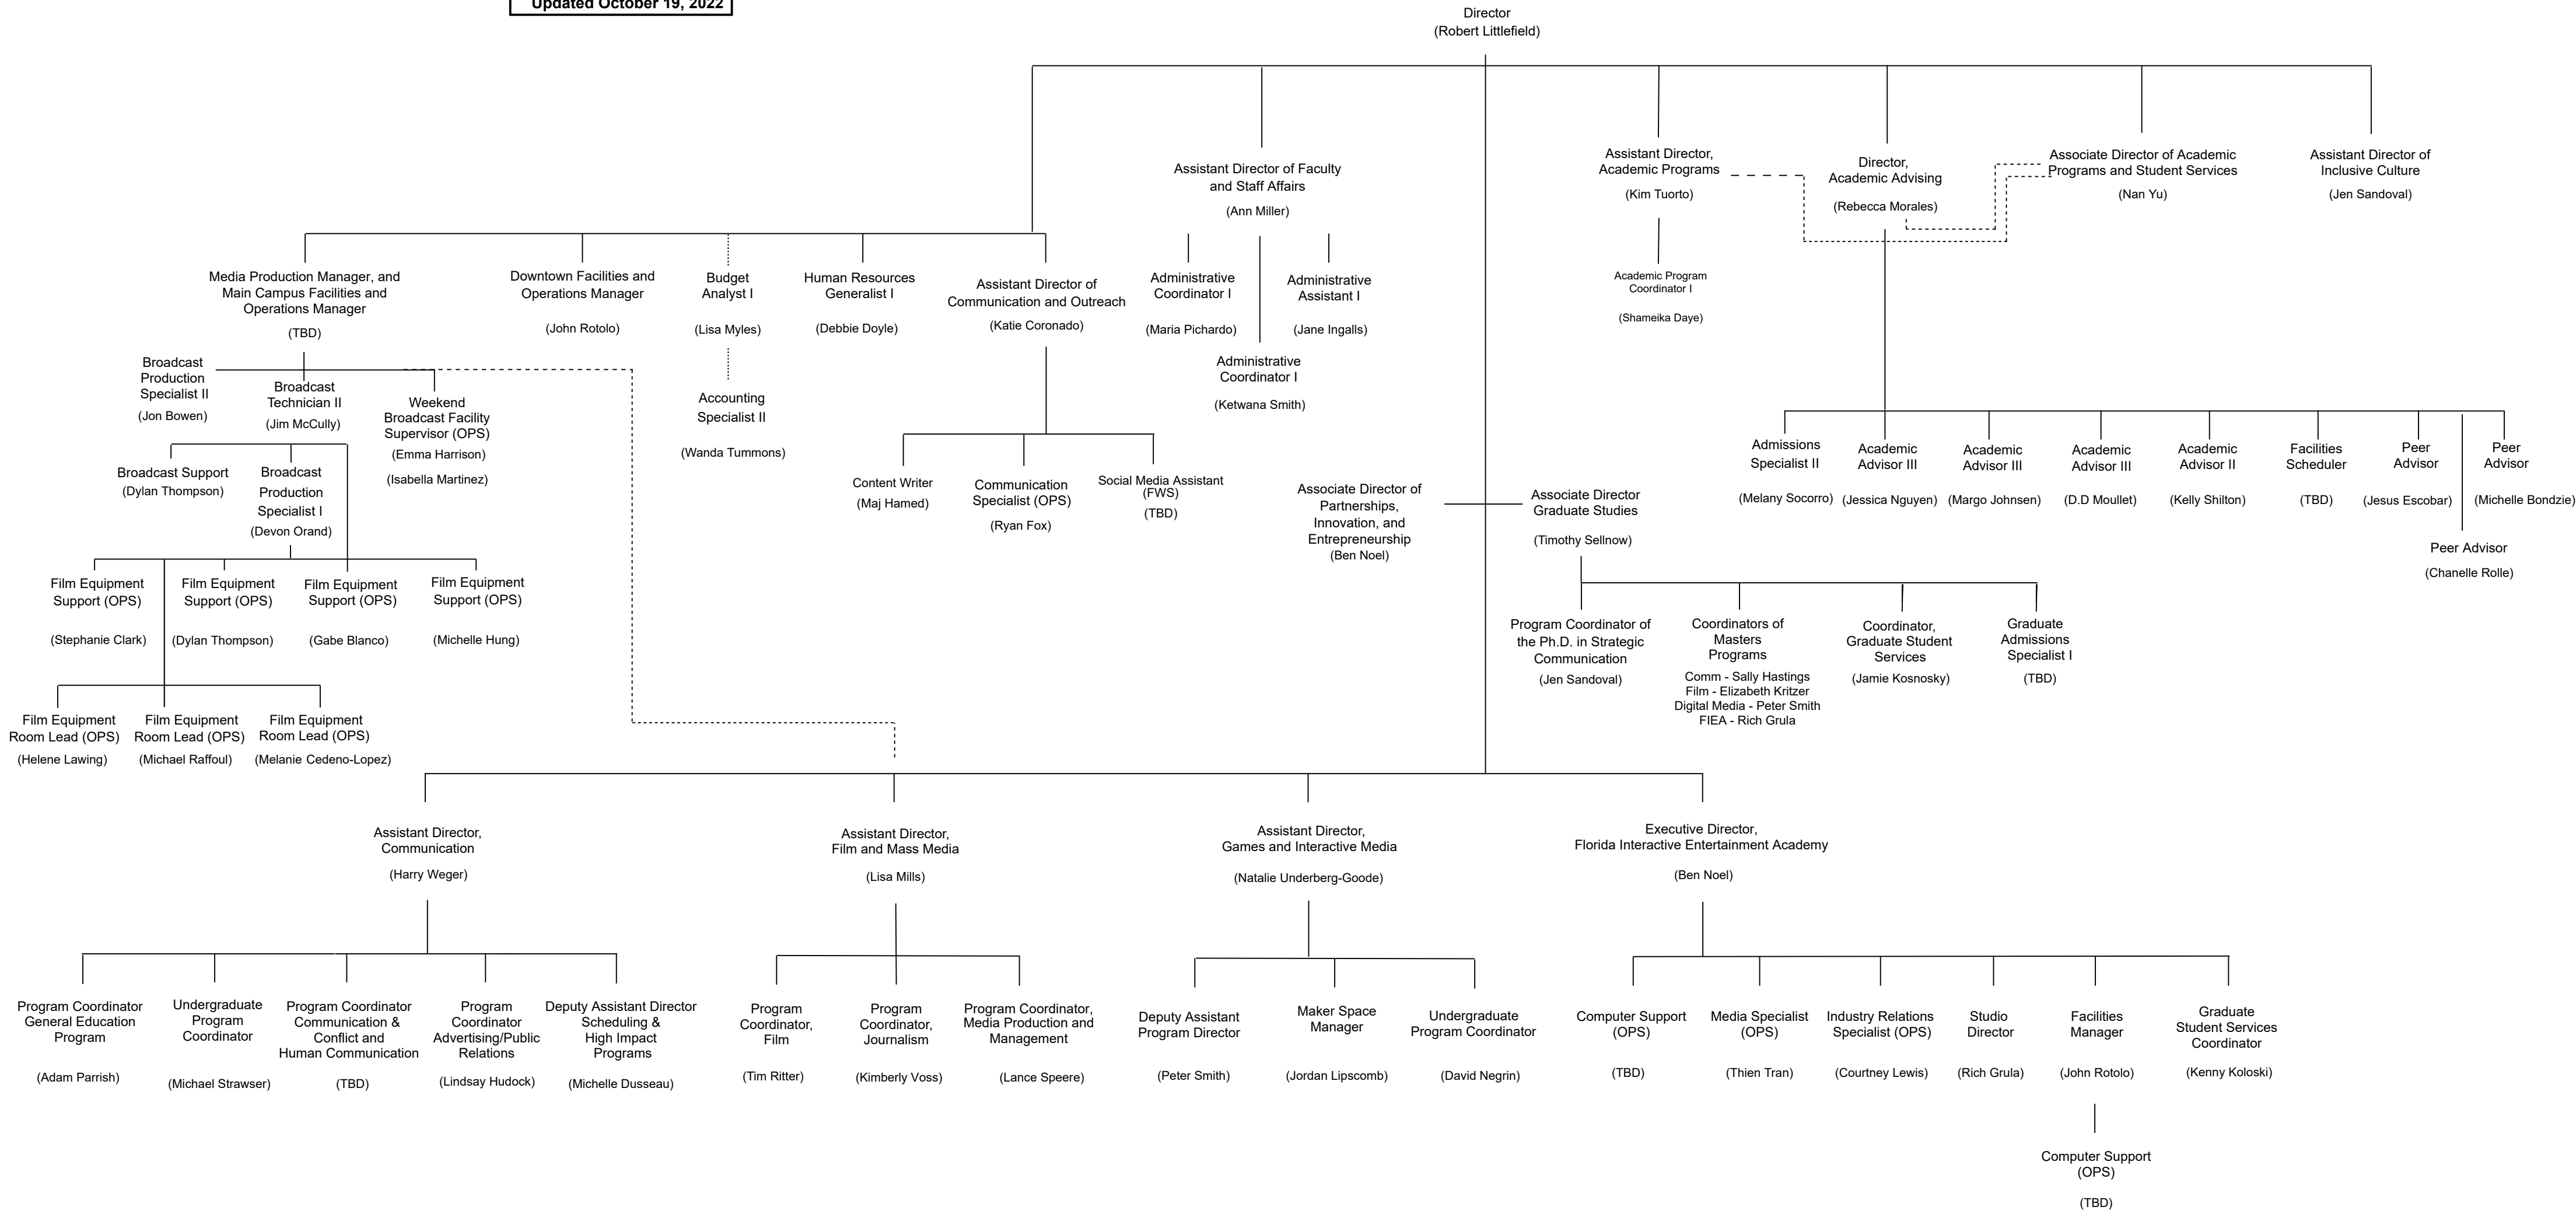 Updated October 19, 2022
Director
(Robert Littlefield)
Assistant Director of Faculty
and Staff Affairs
(Ann Miller)
Assistant Director,
Academic Programs
(Kim Tuorto)
Director,
Academic Advising
(Rebecca Morales)
Associate Director of Academic
Programs and Student Services
(Nan Yu)
Assistant Director of
Inclusive Culture
(Jen Sandoval)
Media Production Manager, and
Main Campus Facilities and
Operations Manager
(TBD)
Downtown Facilities and
Operations Manager
(John Rotolo)
Budget
Analyst I
(Lisa Myles)
Human Resources
Generalist I
(Debbie Doyle)
Assistant Director of
Communication and Outreach
(Katie Coronado)
Administrative
Coordinator I
(Maria Pichardo)
Administrative
Assistant I
(Jane Ingalls)
Administrative
Coordinator I
(Ketwana Smith)
Academic Program
Coordinator I
(Shameika Daye)
Broadcast
Production
Specialist II
(Jon Bowen)
Broadcast
Technician II
(Jim McCully)
Weekend
Broadcast Facility
Supervisor (OPS)
(Emma Harrison)
(Isabella Martinez)
Accounting
Specialist II
(Wanda Tummons)
Broadcast Support
(Dylan Thompson)
Broadcast
Production
Specialist I
(Devon Orand)
Content Writer
(Maj Hamed)
Communication
Specialist (OPS)
(Ryan Fox)
Social Media Assistant
(FWS)
(TBD)
Associate Director of
Partnerships,
Innovation, and
Entrepreneurship
(Ben Noel)
Associate Director
Graduate Studies
(Timothy Sellnow)
Admissions
Specialist II
(Melany Socorro)
Academic
Advisor III
(Jessica Nguyen)
Academic
Advisor III
(Margo Johnsen)
Academic
Advisor III
(D.D Moullet)
Academic
Advisor II
(Kelly Shilton)
Facilities
Scheduler
(TBD)
Peer
Advisor
(Jesus Escobar)
Peer
Advisor
(Michelle Bondzie)
Peer Advisor
(Chanelle Rolle)
Film Equipment
Support (OPS)
(Stephanie Clark)
Film Equipment
Support (OPS)
(Dylan Thompson)
Film Equipment
Support (OPS)
(Gabe Blanco)
Film Equipment
Support (OPS)
(Michelle Hung)
Program Coordinator of
the Ph.D. in Strategic
Communication
(Jen Sandoval)
Coordinators of
Masters
Programs
Comm - Sally Hastings
Film - Elizabeth Kritzer
Digital Media - Peter Smith
FIEA - Rich Grula
Coordinator,
Graduate Student
Services
(Jamie Kosnosky)
Graduate
Admissions
Specialist I
(TBD)
Film Equipment
Room Lead (OPS)
(Helene Lawing)
Film Equipment
Room Lead (OPS)
(Michael Raffoul)
Film Equipment
Room Lead (OPS)
(Melanie Cedeno-Lopez)
Assistant Director,
Communication
(Harry Weger)
Assistant Director,
Film and Mass Media
(Lisa Mills)
Assistant Director,
Games and Interactive Media
(Natalie Underberg-Goode)
Executive Director,
Florida Interactive Entertainment Academy
(Ben Noel)
Program Coordinator
General Education
Program
(Adam Parrish)
Undergraduate
Program
Coordinator
(Michael Strawser)
Program Coordinator
Communication &
Conflict and
Human Communication
(TBD)
Program
Coordinator
Advertising/Public
Relations
(Lindsay Hudock)
Deputy Assistant Director
Scheduling &
High Impact
Programs
(Michelle Dusseau)
Program
Coordinator,
Film
(Tim Ritter)
Program
Coordinator,
Journalism
(Kimberly Voss)
Program Coordinator,
Media Production and
Management
(Lance Speere)
Deputy Assistant
Program Director
(Peter Smith)
Maker Space
Manager
(Jordan Lipscomb)
Undergraduate
Program Coordinator
(David Negrin)
Computer Support
(OPS)
(TBD)
Media Specialist
(OPS)
(Thien Tran)
Industry Relations
Specialist (OPS)
(Courtney Lewis)
Studio
Director
(Rich Grula)
Facilities
Manager
(John Rotolo)
Graduate
Student Services
Coordinator
(Kenny Koloski)
Computer Support
(OPS)
(TBD)